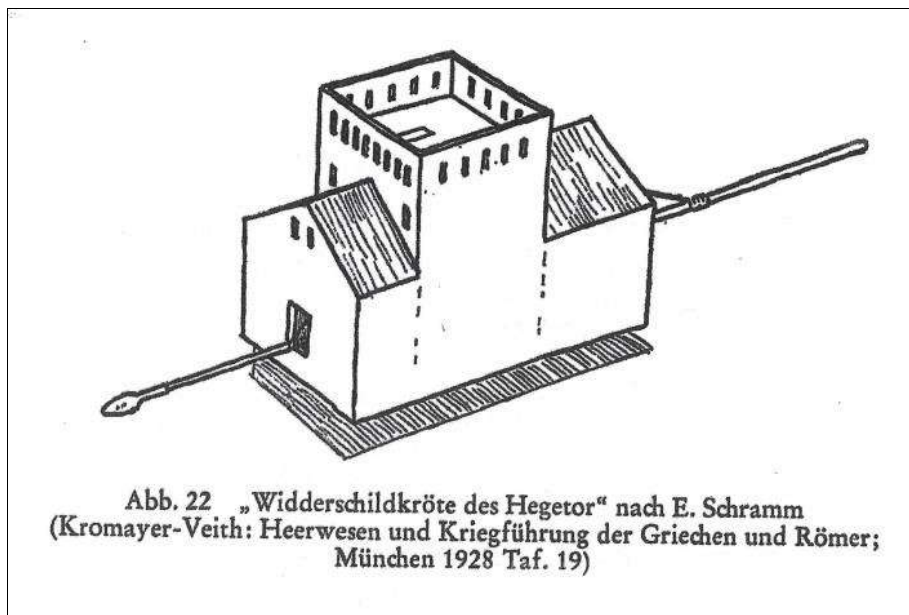 Abb. 22 „Widderschildkröte des Hegetor“ nach E. Schramm
(Kromayer-Veith: Heerwesen und Kriegführung der Griechen und Römer;
München 1928 Taf. 19)